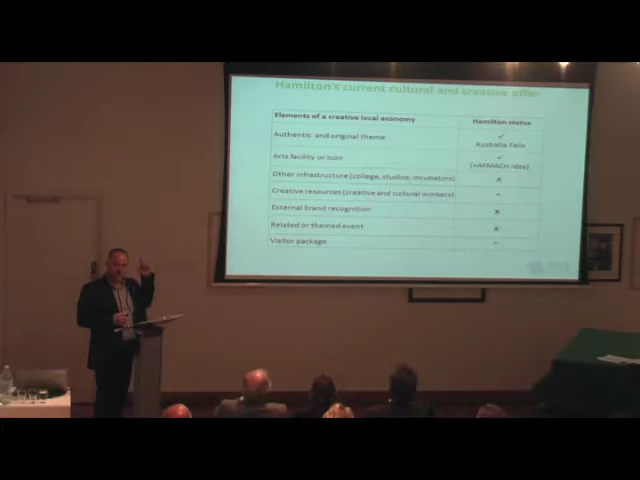 Hamilton's current cultural and creative offer
Elements of a creative local economy
Hamilton status
Authentic and original theme
✓
Australia Felix
Arts facility or icon
✓
(+AFMACH idea)
Other infrastructure (college, studios, incubators)
x
Creative resources (creative and cultural workers)
~
External brand recognition
x
Related or themed event
x
Visitor package
~